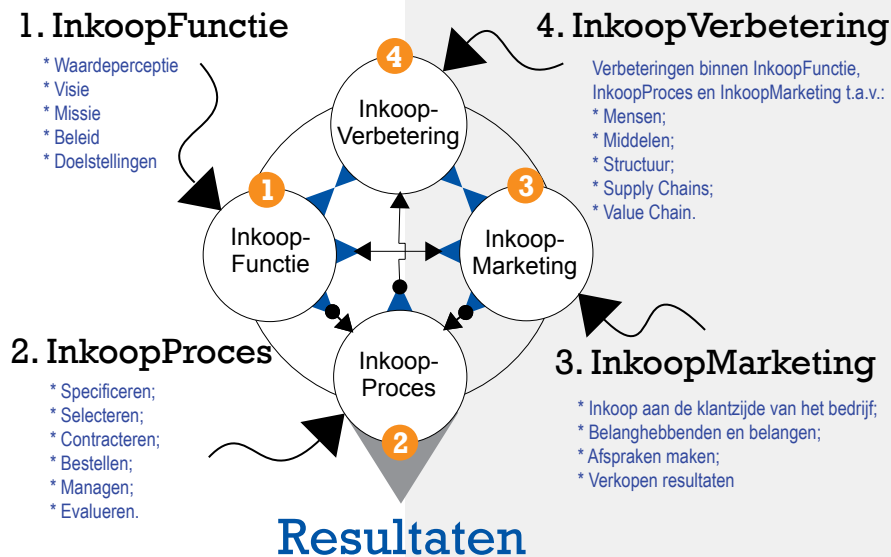 1. InkoopFunctie
* Waardeperceptie
* Visie
* Missie
* Beleid
* Doelstellingen
4. InkoopVerbetering
Verbeteringen binnen InkoopFunctie,
InkoopProces en InkoopMarketing t.a.v.:
* Mensen;
* Middelen;
* Structuur;
* Supply Chains;
* Value Chain.
4
Inkoop-
Verbetering
1
Inkoop-
Functie
3
Inkoop-
Marketing
Inkoop-
Proces
2
2. InkoopProces
* Specificeren;
* Selecteren;
* Contracteren;
* Bestellen;
* Managen;
* Evalueren.
3. InkoopMarketing
* Inkoop aan de klantzijde van het bedrijf;
* Belanghebbenden en belangen;
* Afspraken maken;
* Verkopen resultaten
Resultaten